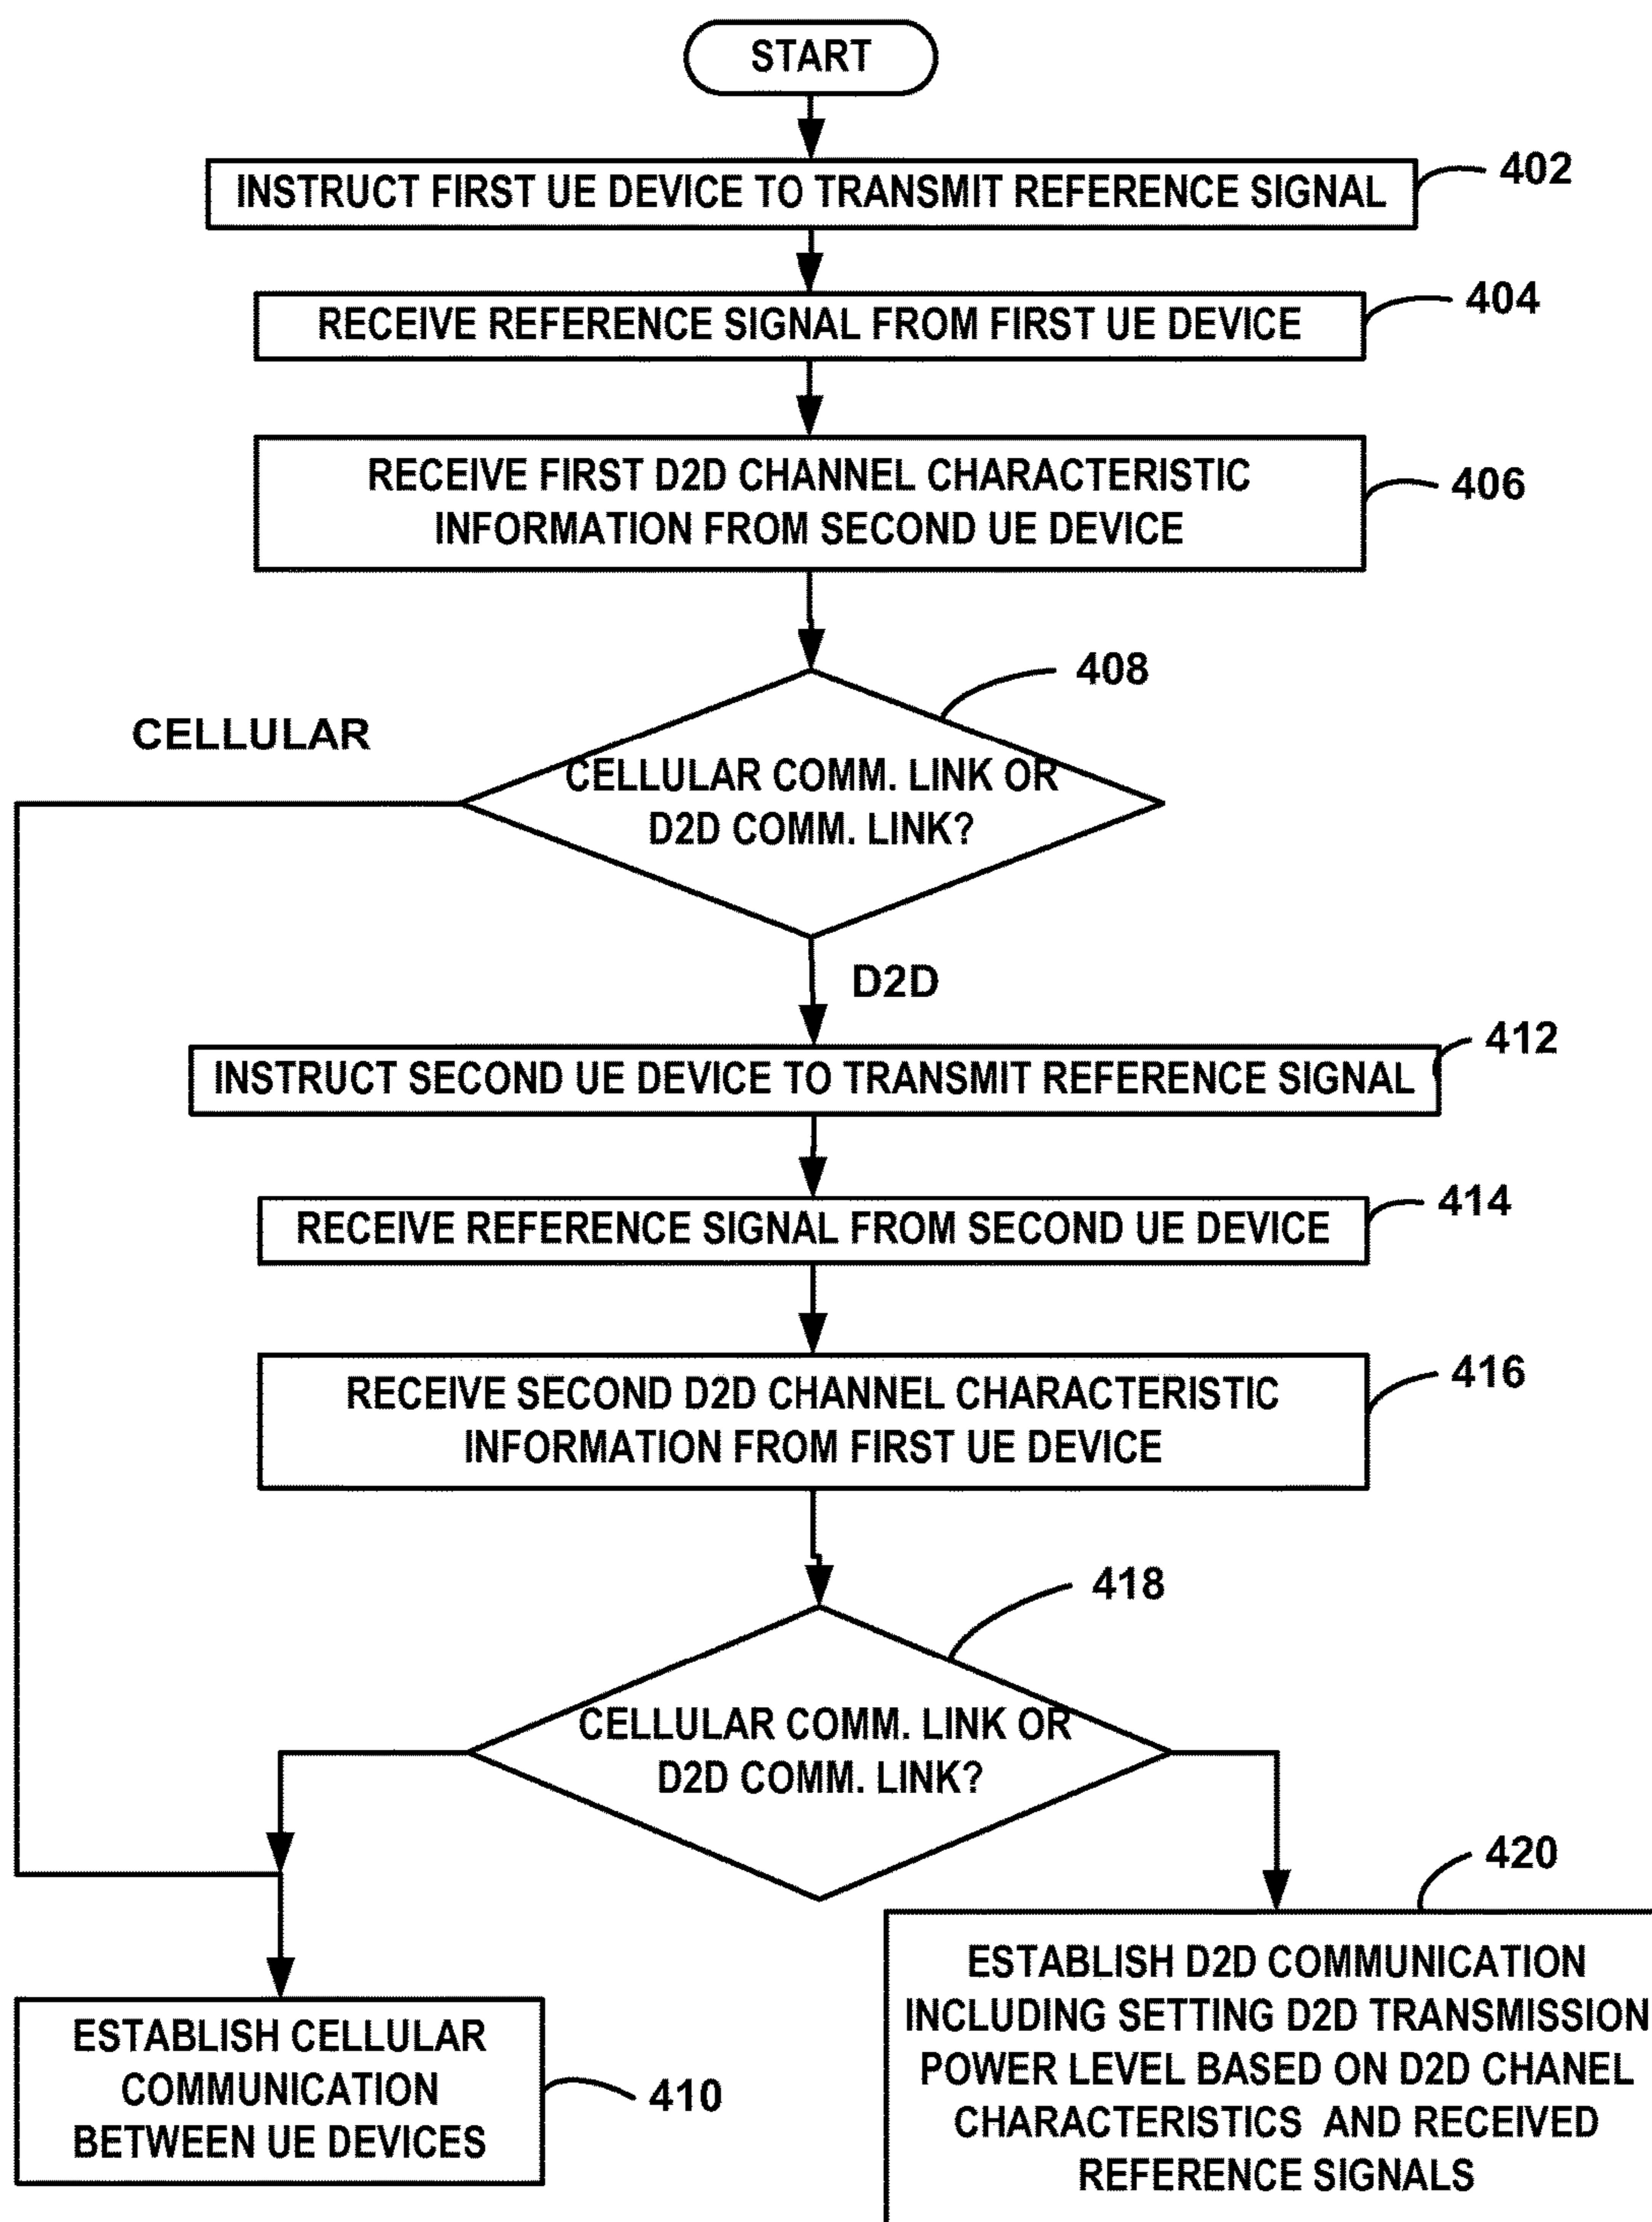 START
INSTRUCT FIRST UE DEVICE TO TRANSMIT REFERENCE SIGNAL
402
RECEIVE REFERENCE SIGNAL FROM FIRST UE DEVICE
404
RECEIVE FIRST D2D CHANNEL CHARACTERISTIC
INFORMATION FROM SECOND UE DEVICE
406
408
CELLULAR
CELLULAR COMM. LINK OR
D2D COMM. LINK?
D2D
INSTRUCT SECOND UE DEVICE TO TRANSMIT REFERENCE SIGNAL
412
RECEIVE REFERENCE SIGNAL FROM SECOND UE DEVICE
414
RECEIVE SECOND D2D CHANNEL CHARACTERISTIC
INFORMATION FROM FIRST UE DEVICE
416
418
CELLULAR COMM. LINK OR
D2D COMM. LINK?
420
ESTABLISH CELLULAR
COMMUNICATION
BETWEEN UE DEVICES
410
ESTABLISH D2D COMMUNICATION
INCLUDING SETTING D2D TRANSMISSION
POWER LEVEL BASED ON D2D CHANEL
CHARACTERISTICS AND RECEIVED
REFERENCE SIGNALS